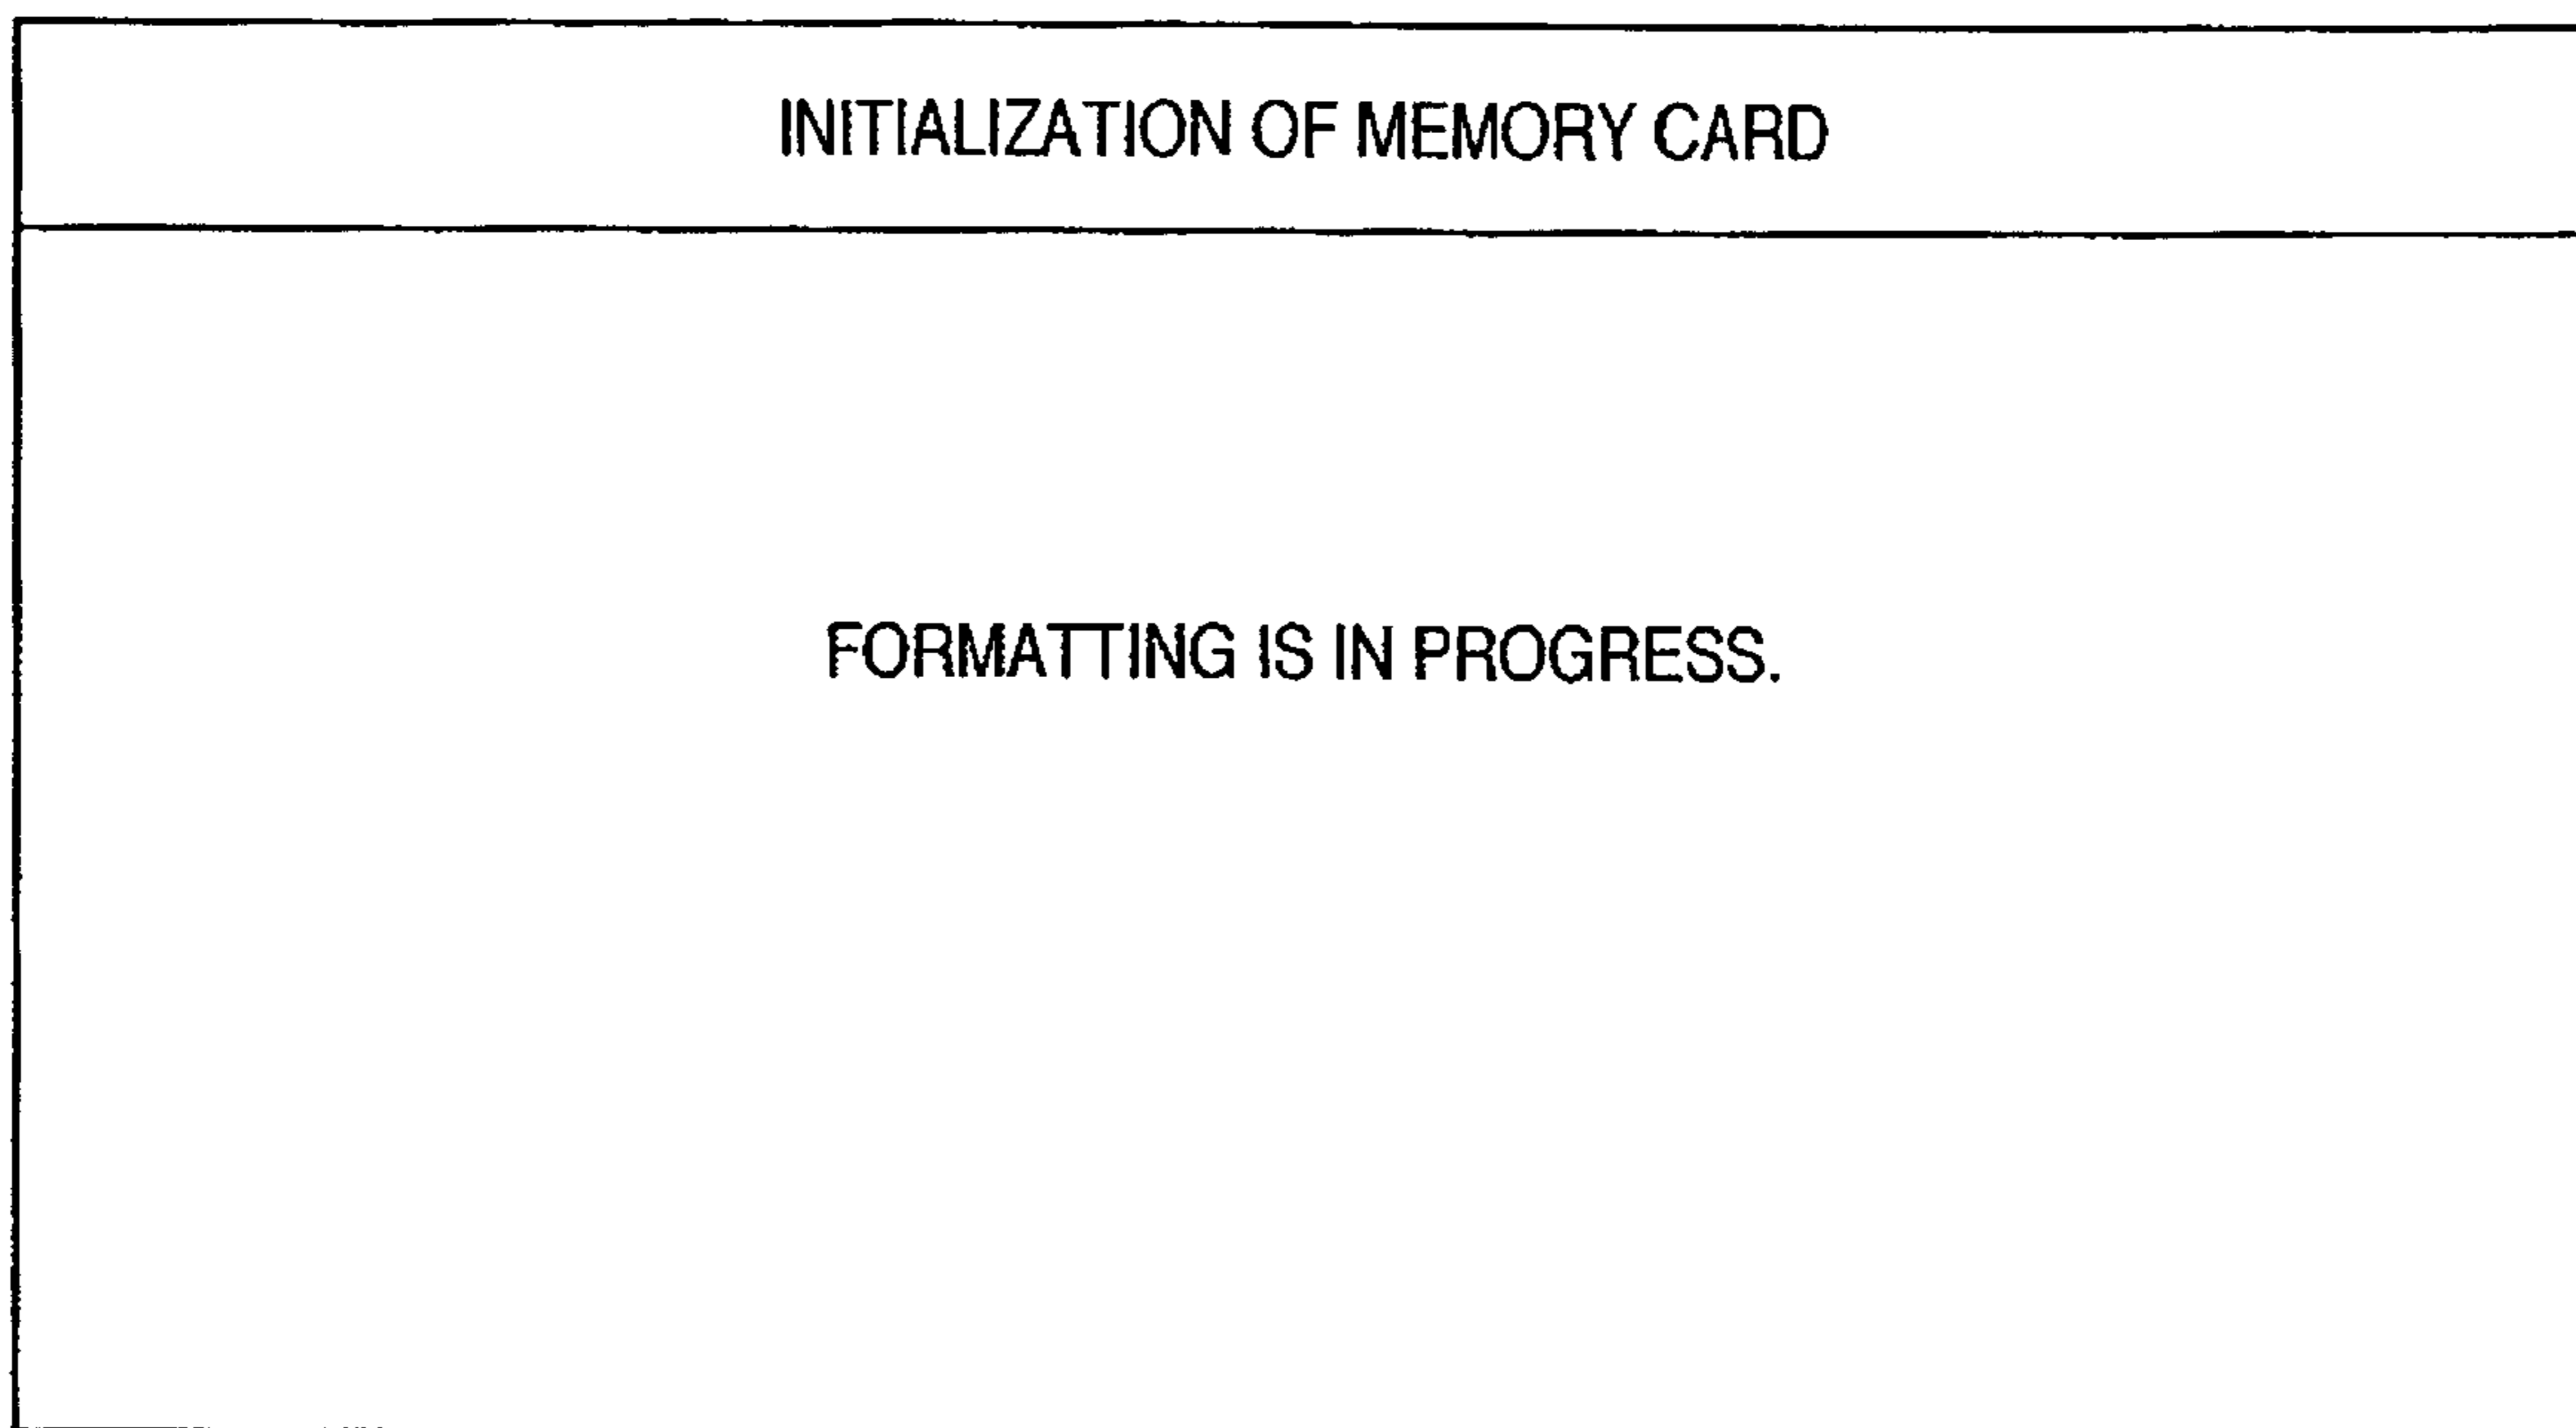 INITIALIZATION OF MEMORY CARD
FORMATTING IS IN PROGRESS.